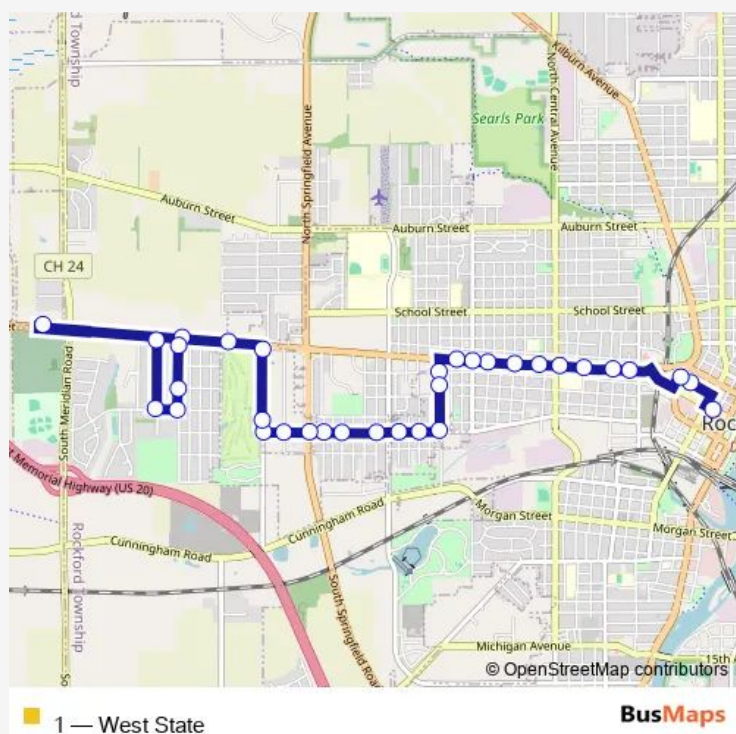 d Township
Kilburn Avenue
North Central Avenue
Searls Park
North Springfield Avenue
Auburn Street
Auburn Street
Auburn Street
CH 24
School Street
School Street
South Meridian Road
Roc
Memorial Highway (US 20)
Cunningham Road
Morgan Street
Morgan Street
Cunningham Road
Rockford Township
South Springfield Road
Michigan Avenue
15th A
So
© OpenStreetMap contributors
1 — West State
BusMaps